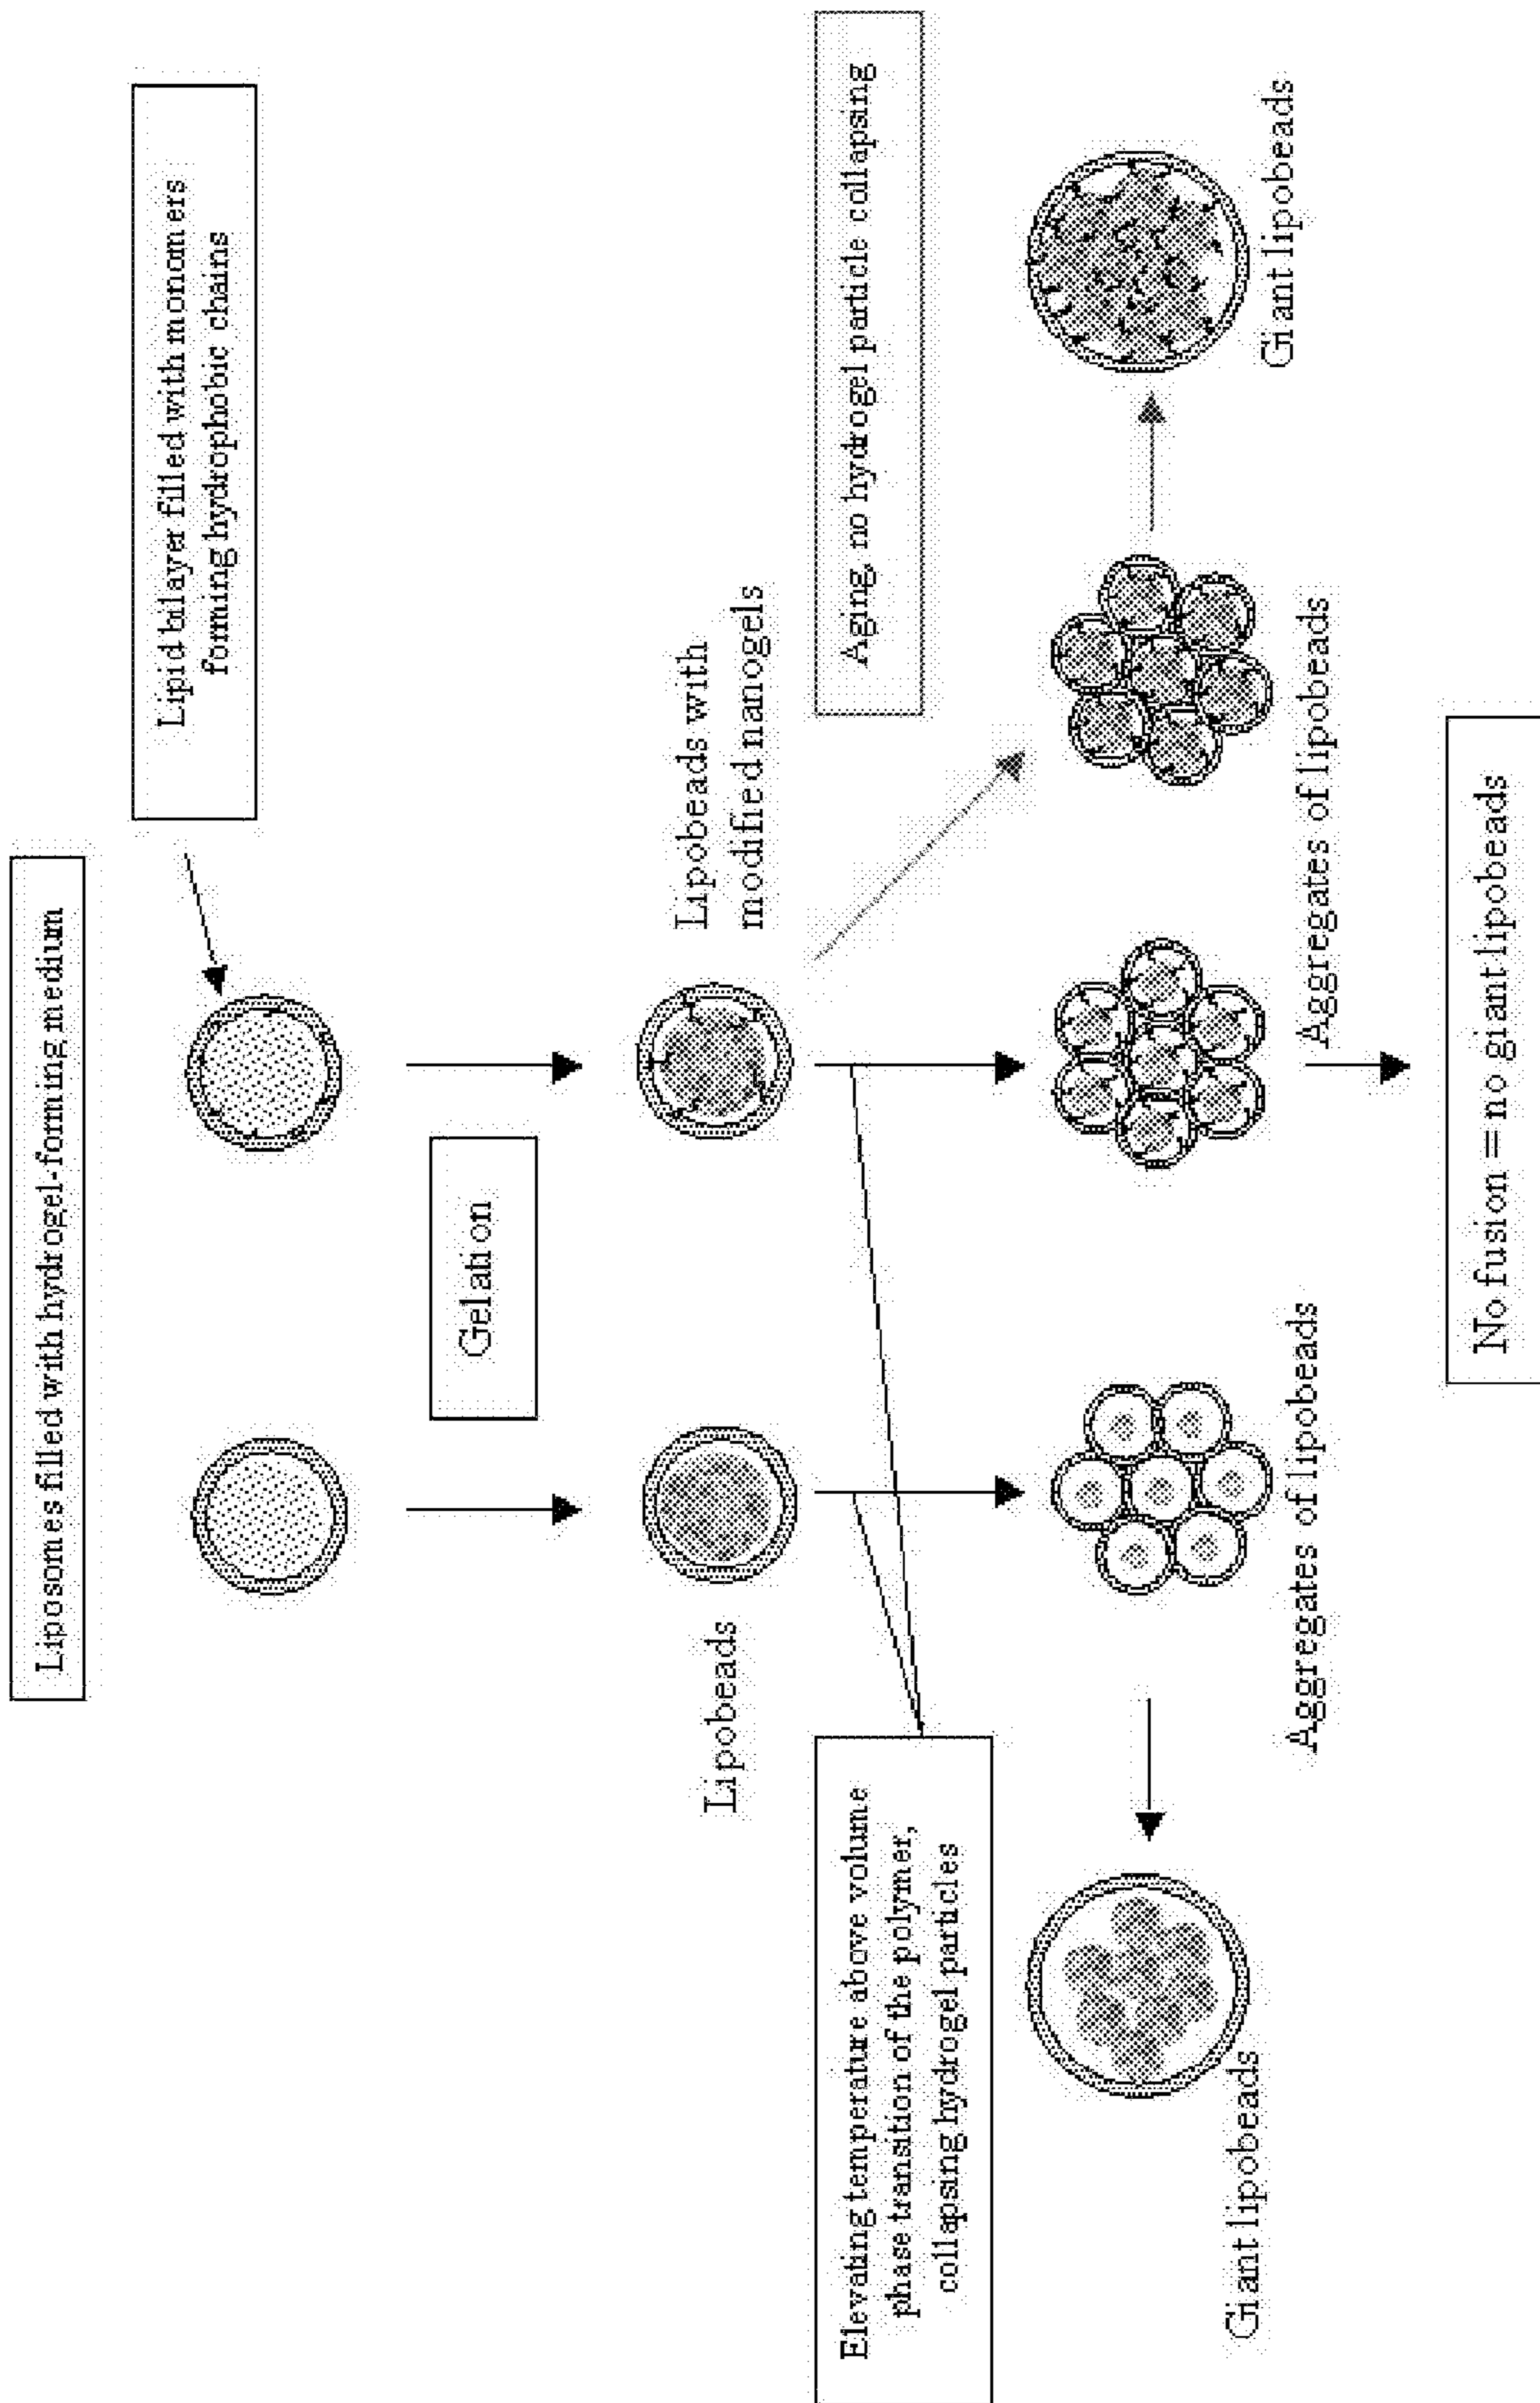 Liposomes filled with hydrogel-forming medium
Lipid bilayer filled with monomers
forming hydrophobic chains
Gelation
Lipobeads
Lipobeads with
modified nanogels
Elevating temperature above volume
phase transition of the polymer,
collapsing hydrogel particles
Aging, no hydrogel particle collapsing
Giant lipobeads
Aggregates of lipobeads
Aggregates of lipobeads
Giant lipobeads
No fusion = no giant lipobeads